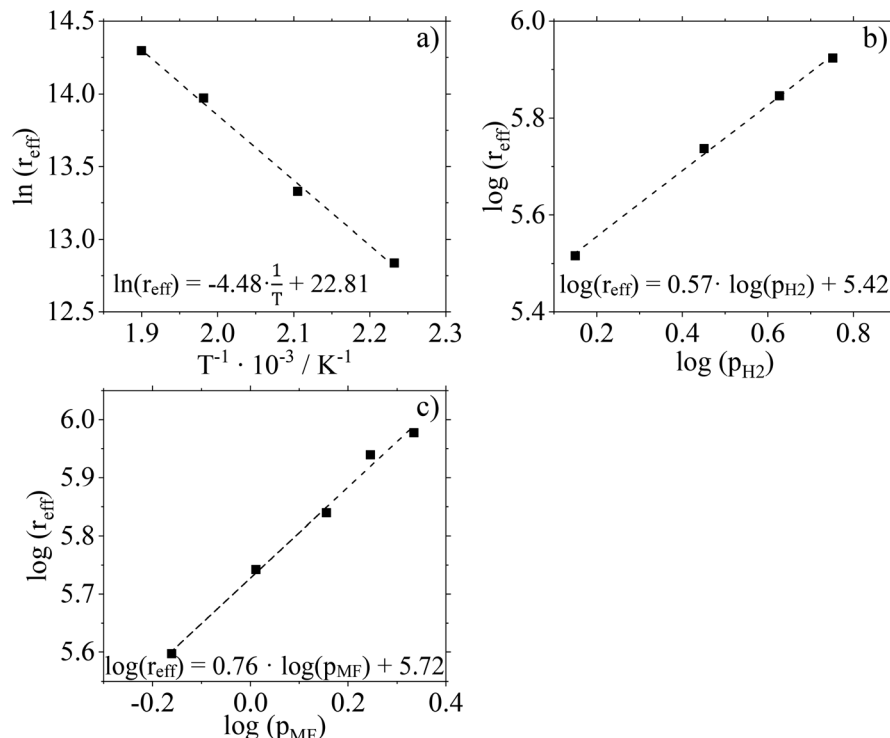 a)
14.5
14.0
13.5
13.0
12.5
ln (r_eff)
ln(r_eff) = -4.48·1/T + 22.81
1.9 2.0 2.1 2.2 2.3
T⁻¹ · 10⁻³ / K⁻¹
b)
6.0
5.8
5.6
5.4
log (r_eff)
log(r_eff) = 0.57· log(p_H2) + 5.42
0.2 0.4 0.6 0.8
log (p_H2)
c)
6.0
5.9
5.8
5.7
5.6
log (r_eff)
log(r_eff) = 0.76 · log(p_MF) + 5.72
-0.2 0.0 0.2 0.4
log (p_MF)